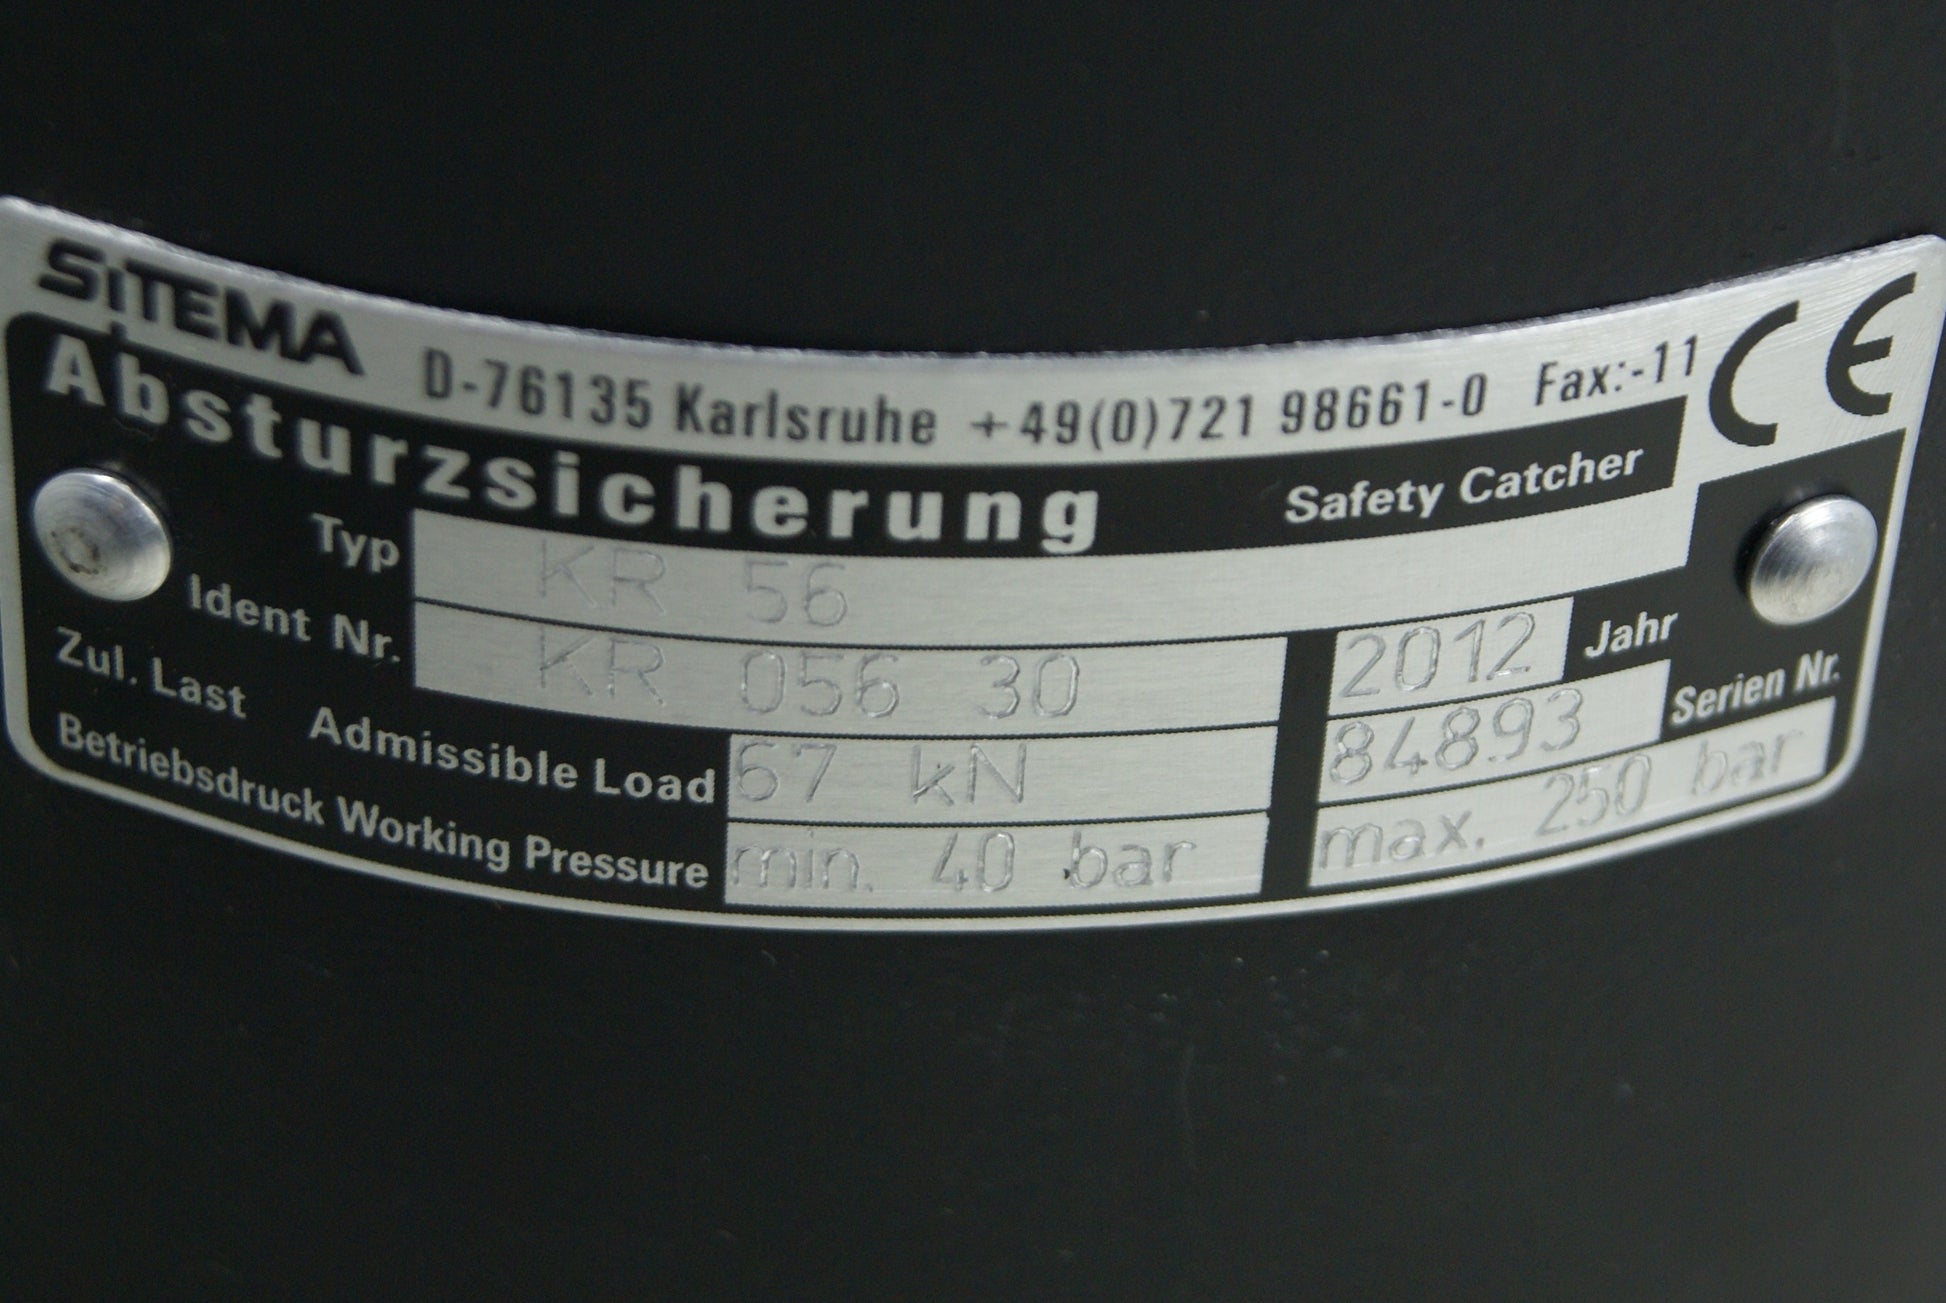 SITEMA D-76135 Karlsruhe +49(0)721 98661-0 Fax:-11 CE
Absturzsicherung Safety Catcher
Typ KR 56
Ident Nr. KR 056 30 2012 Jahr
Zul. Last Admissible Load 67 kN 84893 Serien Nr.
Betriebsdruck Working Pressure min. 40 bar max. 250 bar